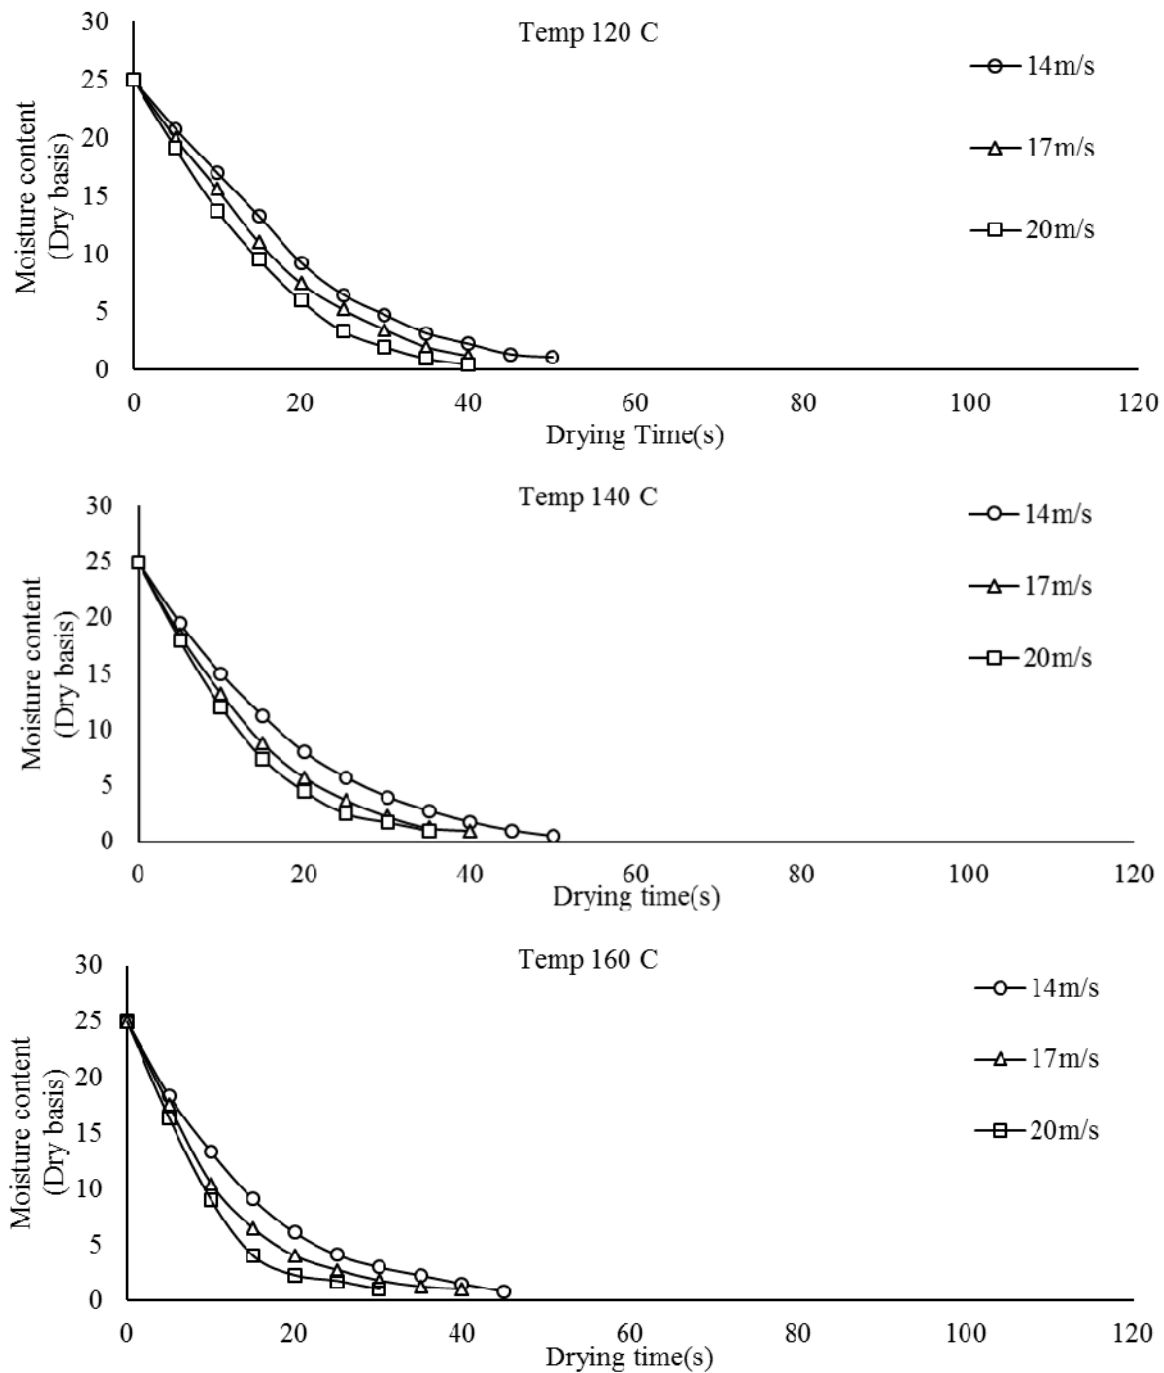 Temp 120 C
30
25
20
15
10
5
0
Moisture content
(Dry basis)
14m/s
17m/s
20m/s
0 20 40 60 80 100 120
Drying Time(s)
Temp 140 C
30
25
20
15
10
5
0
Moisture content
(Dry basis)
14m/s
17m/s
20m/s
0 20 40 60 80 100 120
Drying time(s)
Temp 160 C
30
25
20
15
10
5
0
Moisture content
(Dry basis)
14m/s
17m/s
20m/s
0 20 40 60 80 100 120
Drying time(s)